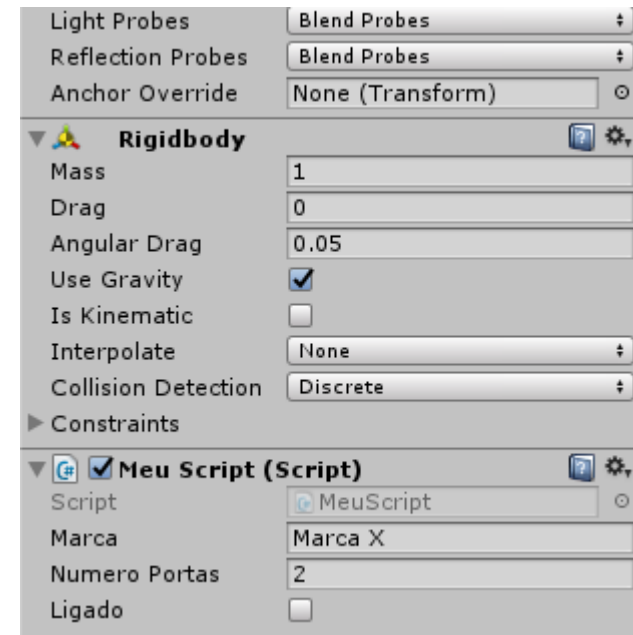 Light Probes Blend Probes
Reflection Probes Blend Probes
Anchor Override None (Transform)
Rigidbody
Mass 1
Drag 0
Angular Drag 0.05
Use Gravity
Is Kinematic
Interpolate None
Collision Detection Discrete
Constraints
Meu Script (Script)
Script MeuScript
Marca Marca X
Numero Portas 2
Ligado